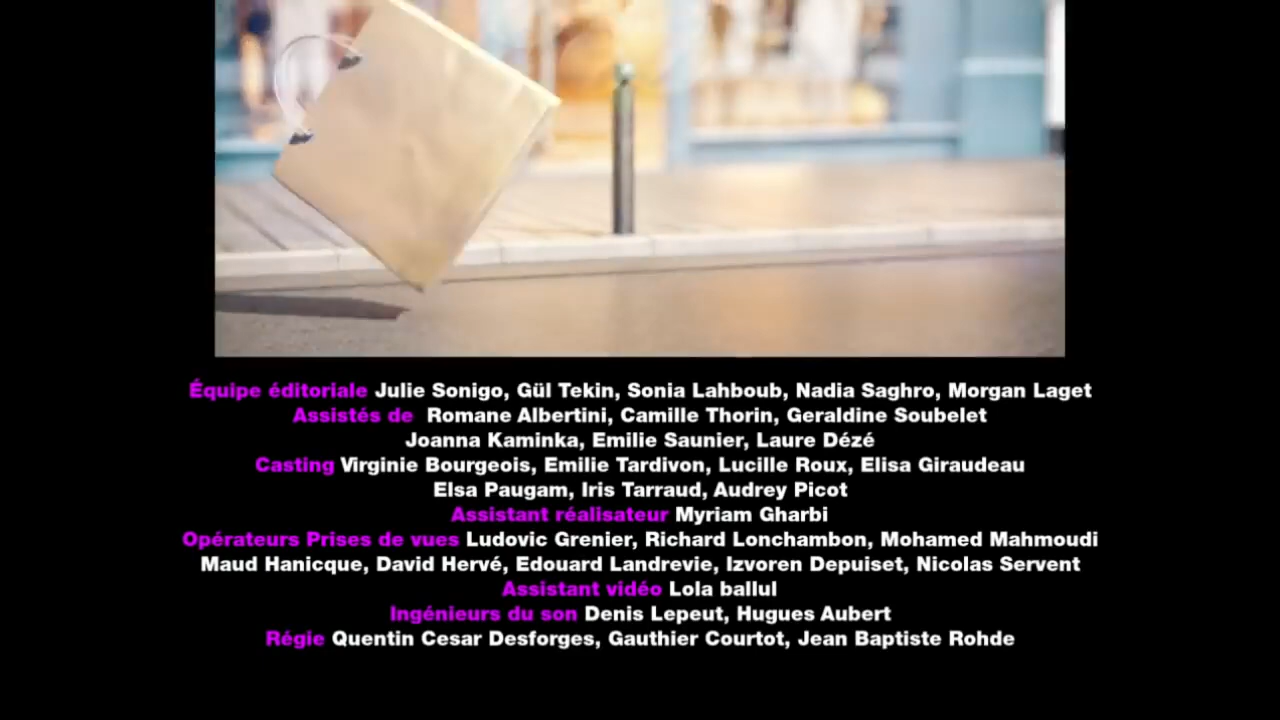 Équipe éditoriale Julie Sonigo, Gül Tekin, Sonia Lahboub, Nadia Saghro, Morgan Laget
Assistés de Romane Albertini, Camille Thorin, Geraldine Soubelet
Joanna Kaminka, Emilie Saunier, Laure Dézé
Casting Virginie Bourgeois, Emilie Tardivon, Lucille Roux, Elisa Giraudeau
Elsa Paugam, Iris Tarraud, Audrey Picot
Assistant réalisateur Myriam Gharbi
Opérateurs Prises de vues Ludovic Grenier, Richard Lonchambon, Mohamed Mahmoudi
Maud Hanicque, David Hervé, Edouard Landrevie, Izvoren Depuiset, Nicolas Servent
Assistant vidéo Lola ballul
Ingénieurs du son Denis Lepeut, Hugues Aubert
Régie Quentin Cesar Desforges, Gauthier Courtot, Jean Baptiste Rohde